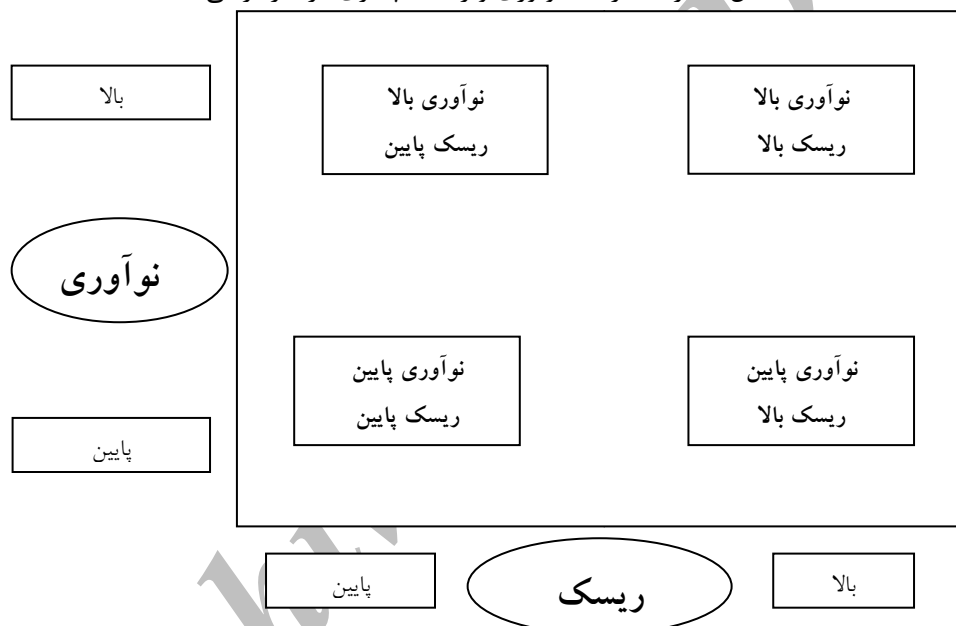 بالا
نوآوری بالا
ریسک پایین
نوآوری بالا
ریسک بالا
نوآوری
نوآوری پایین
ریسک پایین
نوآوری پایین
ریسک بالا
پایین
پایین
ریسک
بالا